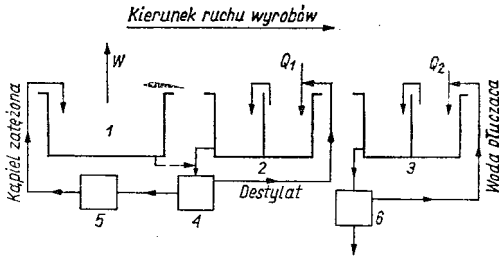 Kierunek ruchu wyrobów
W
Q1
Q2
Kąpiel zatężona
1
2
3
Woda płucząca
Destylat
5
4
6